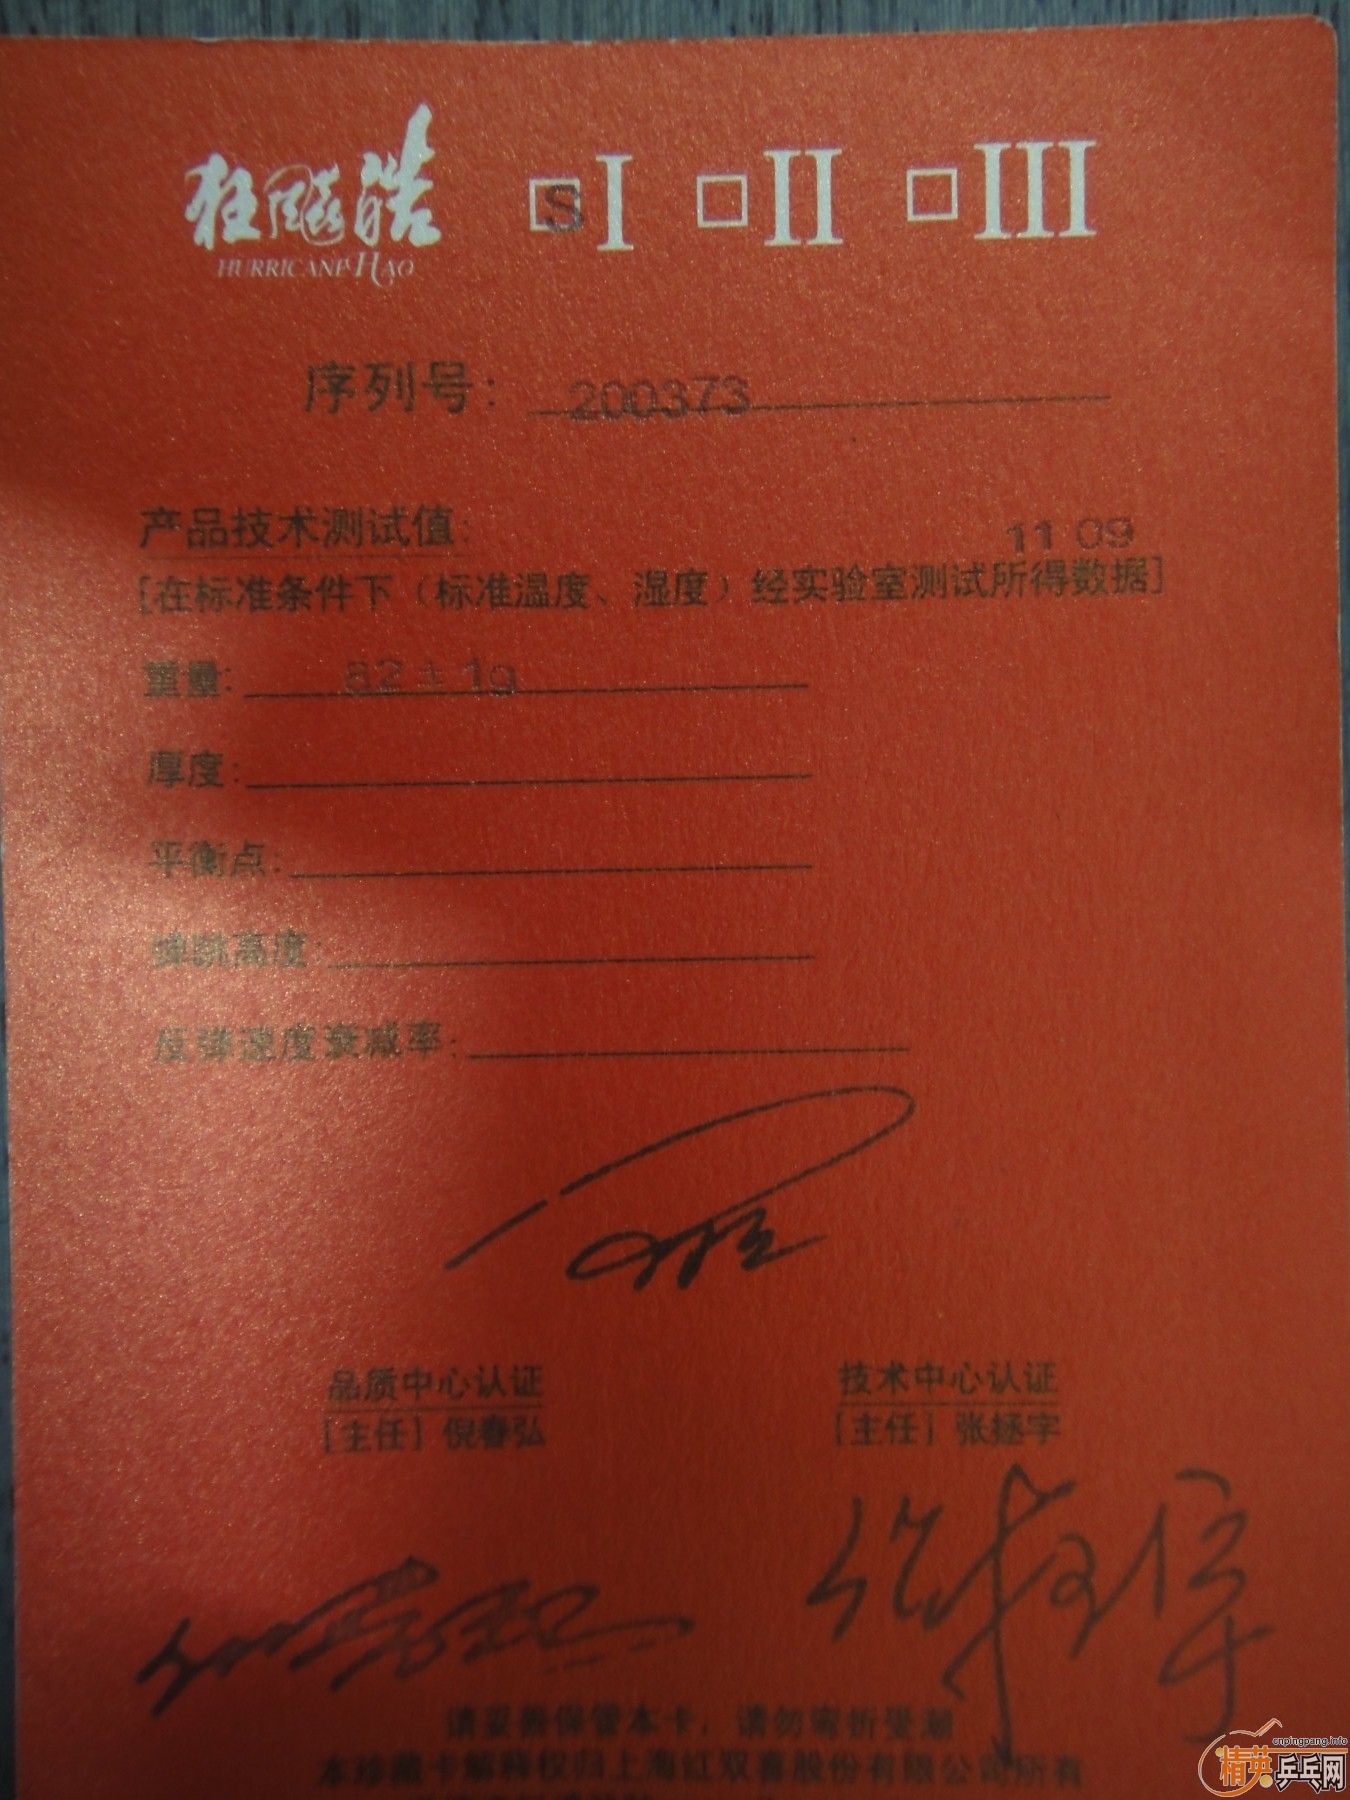 狂飚皓 S I II III
HURRICANE HAO
序列号： 200373
产品技术测试值： 11 09
[在标准条件下（标准温度、湿度）经实验室测试所得数据]
重量： 82 ± 1g
厚度：
平衡点：
弹跳高度：
反弹速度衰减率：
品质中心认证 技术中心认证
[主任] 倪春弘 [主任] 张拯宇
请妥善保管本卡，请勿弯折受潮
本珍藏卡解释权归上海红双喜股份有限公司所有
cnpingpang.info
精英乒乓网